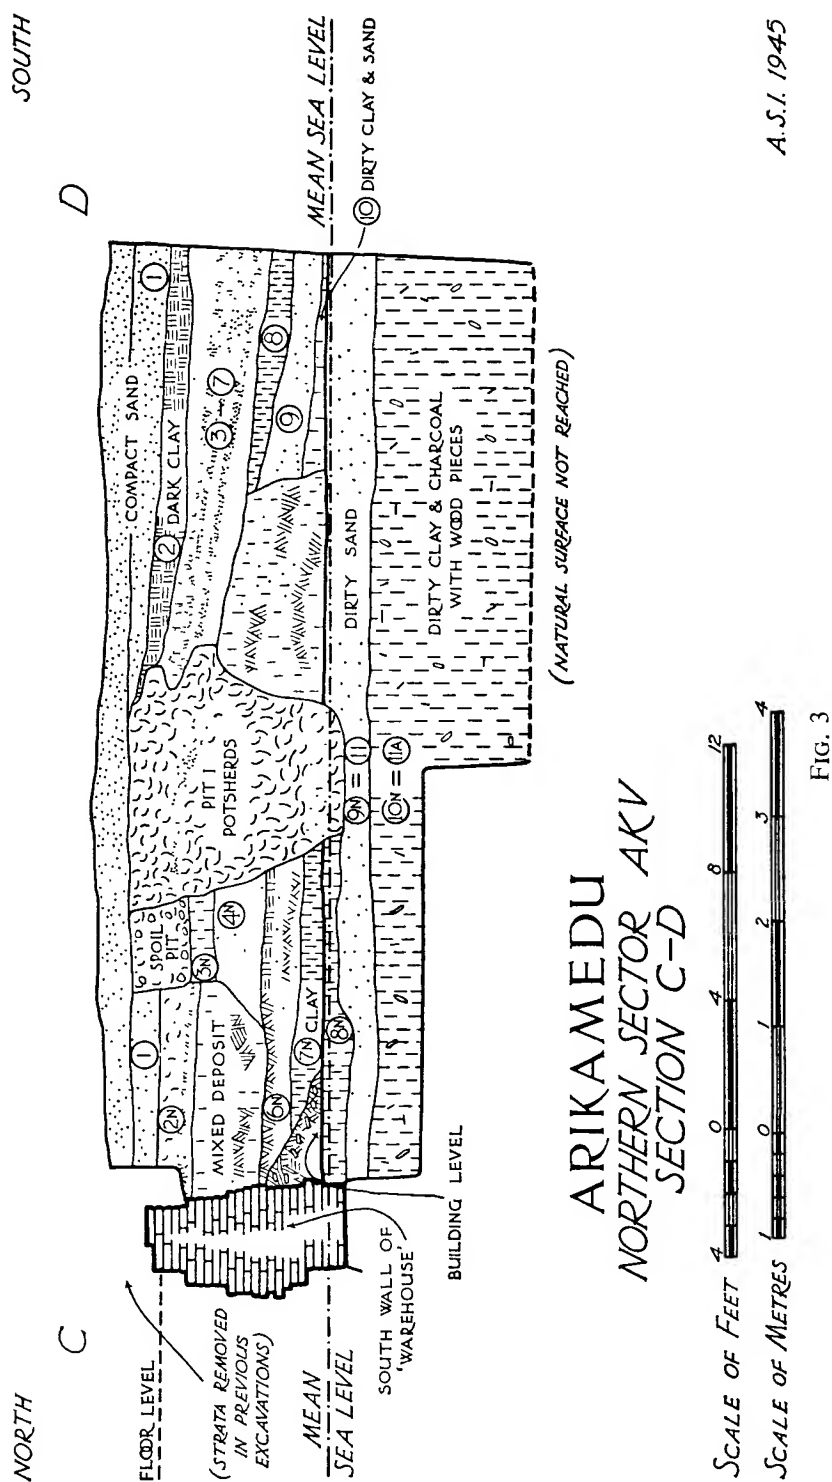 NORTH
SOUTH
C
D
FLOOR LEVEL
(STRATA REMOVED
IN PREVIOUS
EXCAVATIONS)
MEAN
SEA LEVEL
SOUTH WALL OF
'WAREHOUSE'
BUILDING LEVEL
COMPACT SAND
1
1
SPOIL
PIT
2N
2
DARK CLAY
MIXED DEPOSIT
3N
4N
PIT 1
POTSHERDS
3 - 7
6N
8
7N CLAY
9
8N
MEAN SEA LEVEL
10 DIRTY CLAY & SAND
9N = 11
DIRTY SAND
10N = 11A
DIRTY CLAY & CHARCOAL
WITH WOOD PIECES
(NATURAL SURFACE NOT REACHED)
ARIKAMEDU
NORTHERN SECTOR AKV
SECTION C-D
SCALE OF FEET
4 0 4 8 12
SCALE OF METRES
1 0 1 2 3 4
A.S.I. 1945
FIG. 3